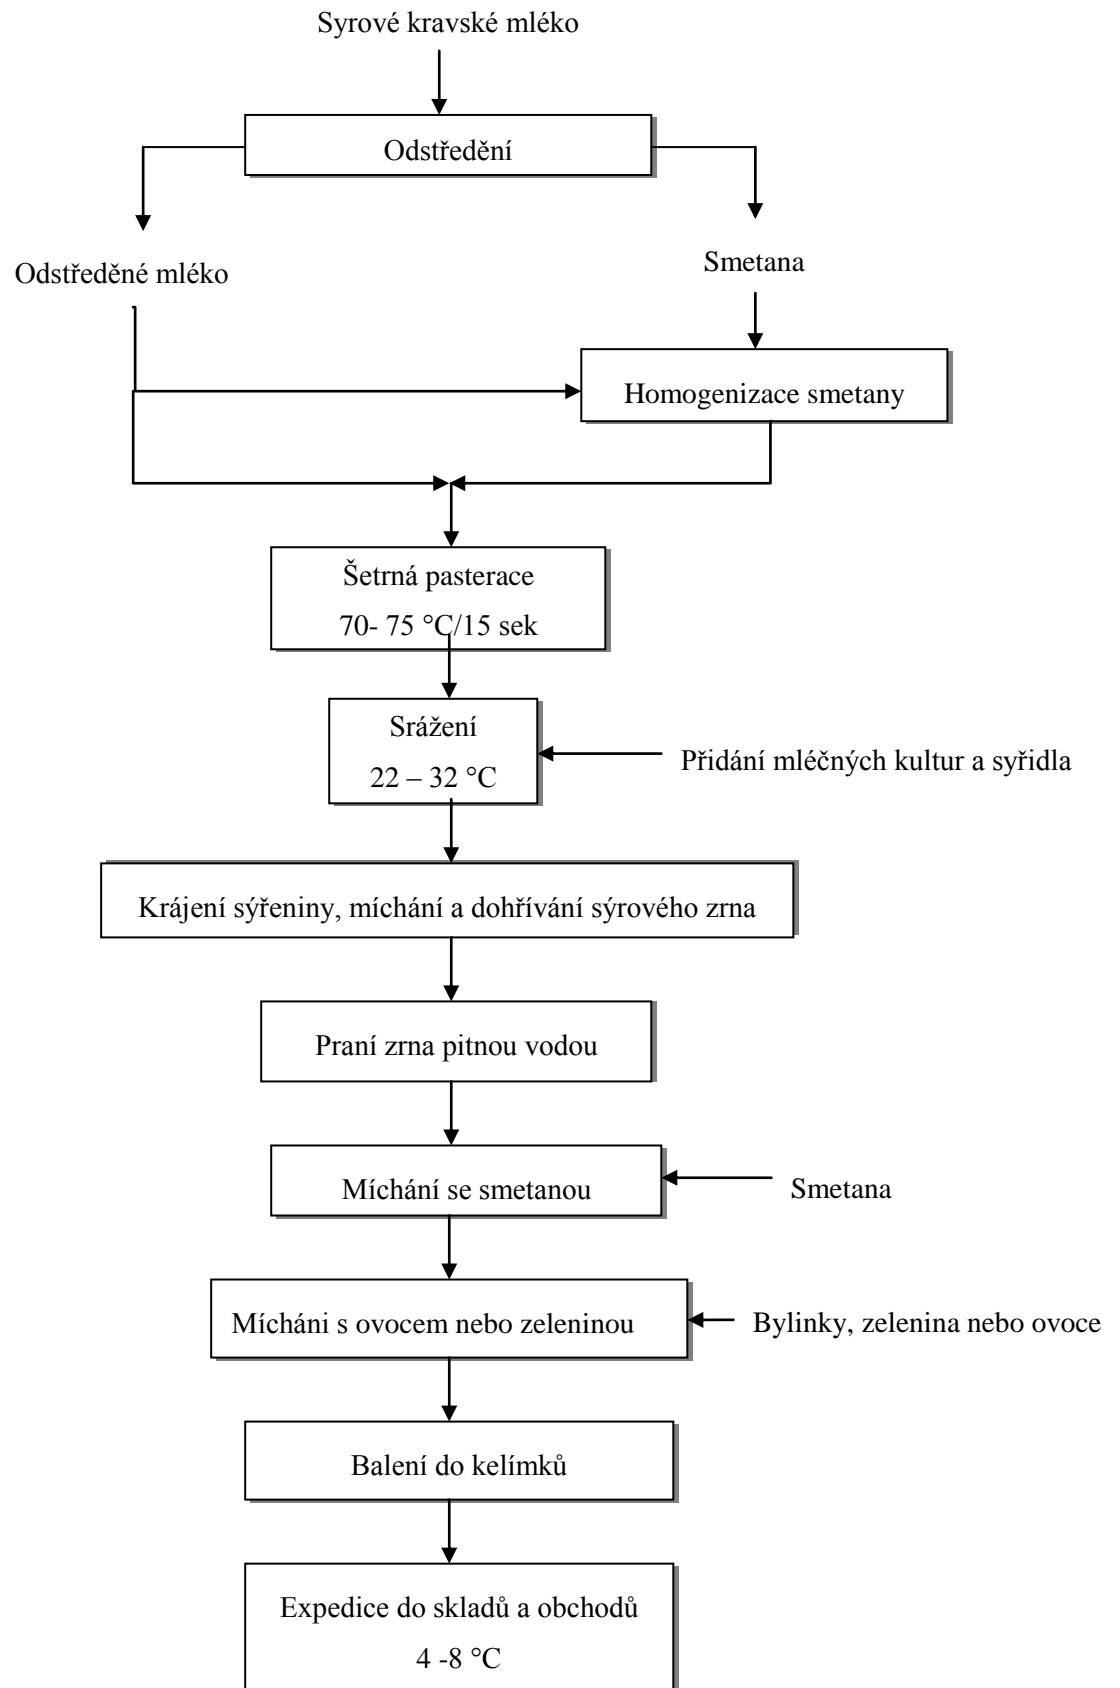 Syrové kravské mléko
Odstředění
Odstředěné mléko
Smetana
Homogenizace smetany
Šetrná pasterace
70- 75 °C/15 sek
Srážení
22 – 32 °C
Přidání mléčných kultur a syřidla
Krájení sýřeniny, míchání a dohřívání sýrového zrna
Praní zrna pitnou vodou
Míchání se smetanou
Smetana
Mícháni s ovocem nebo zeleninou
Bylinky, zelenina nebo ovoce
Balení do kelímků
Expedice do skladů a obchodů
4 -8 °C